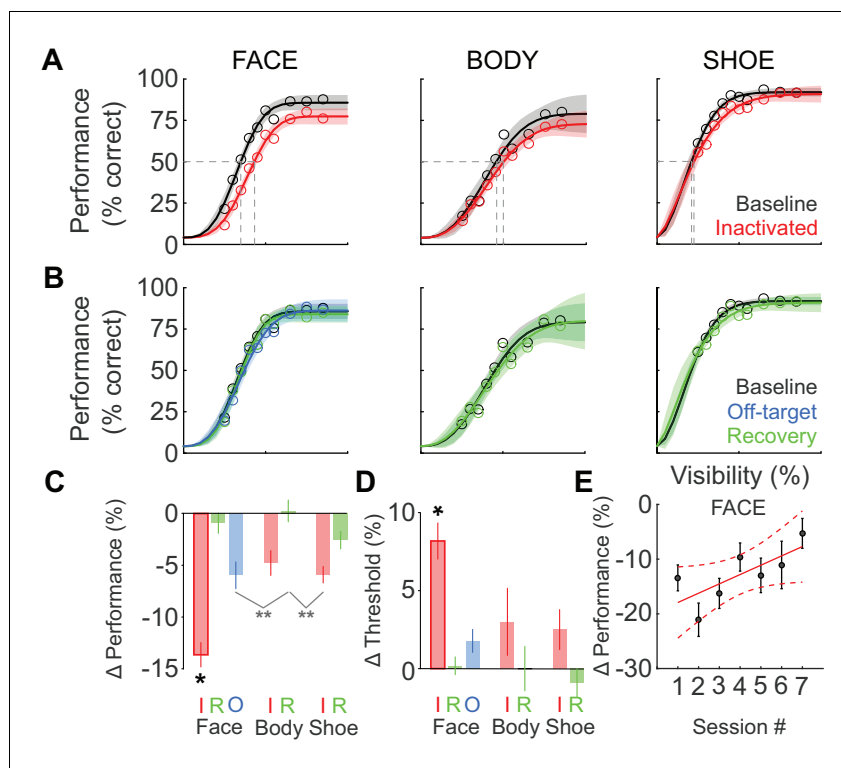 A FACE BODY SHOE
Performance
(% correct)
100
75
50
25
0
Baseline
Inactivated
B
Performance
(% correct)
100
75
50
25
0
Baseline
Off-target
Recovery
Visibility (%)
C
Δ Performance (%)
0
-5
-10
-15
*
** **
I R O I R I R
Face Body Shoe
D
Δ Threshold (%)
10
0
*
I R O I R I R
Face Body Shoe
E
FACE
Δ Performance (%)
0
-10
-20
-30
1 2 3 4 5 6 7
Session #